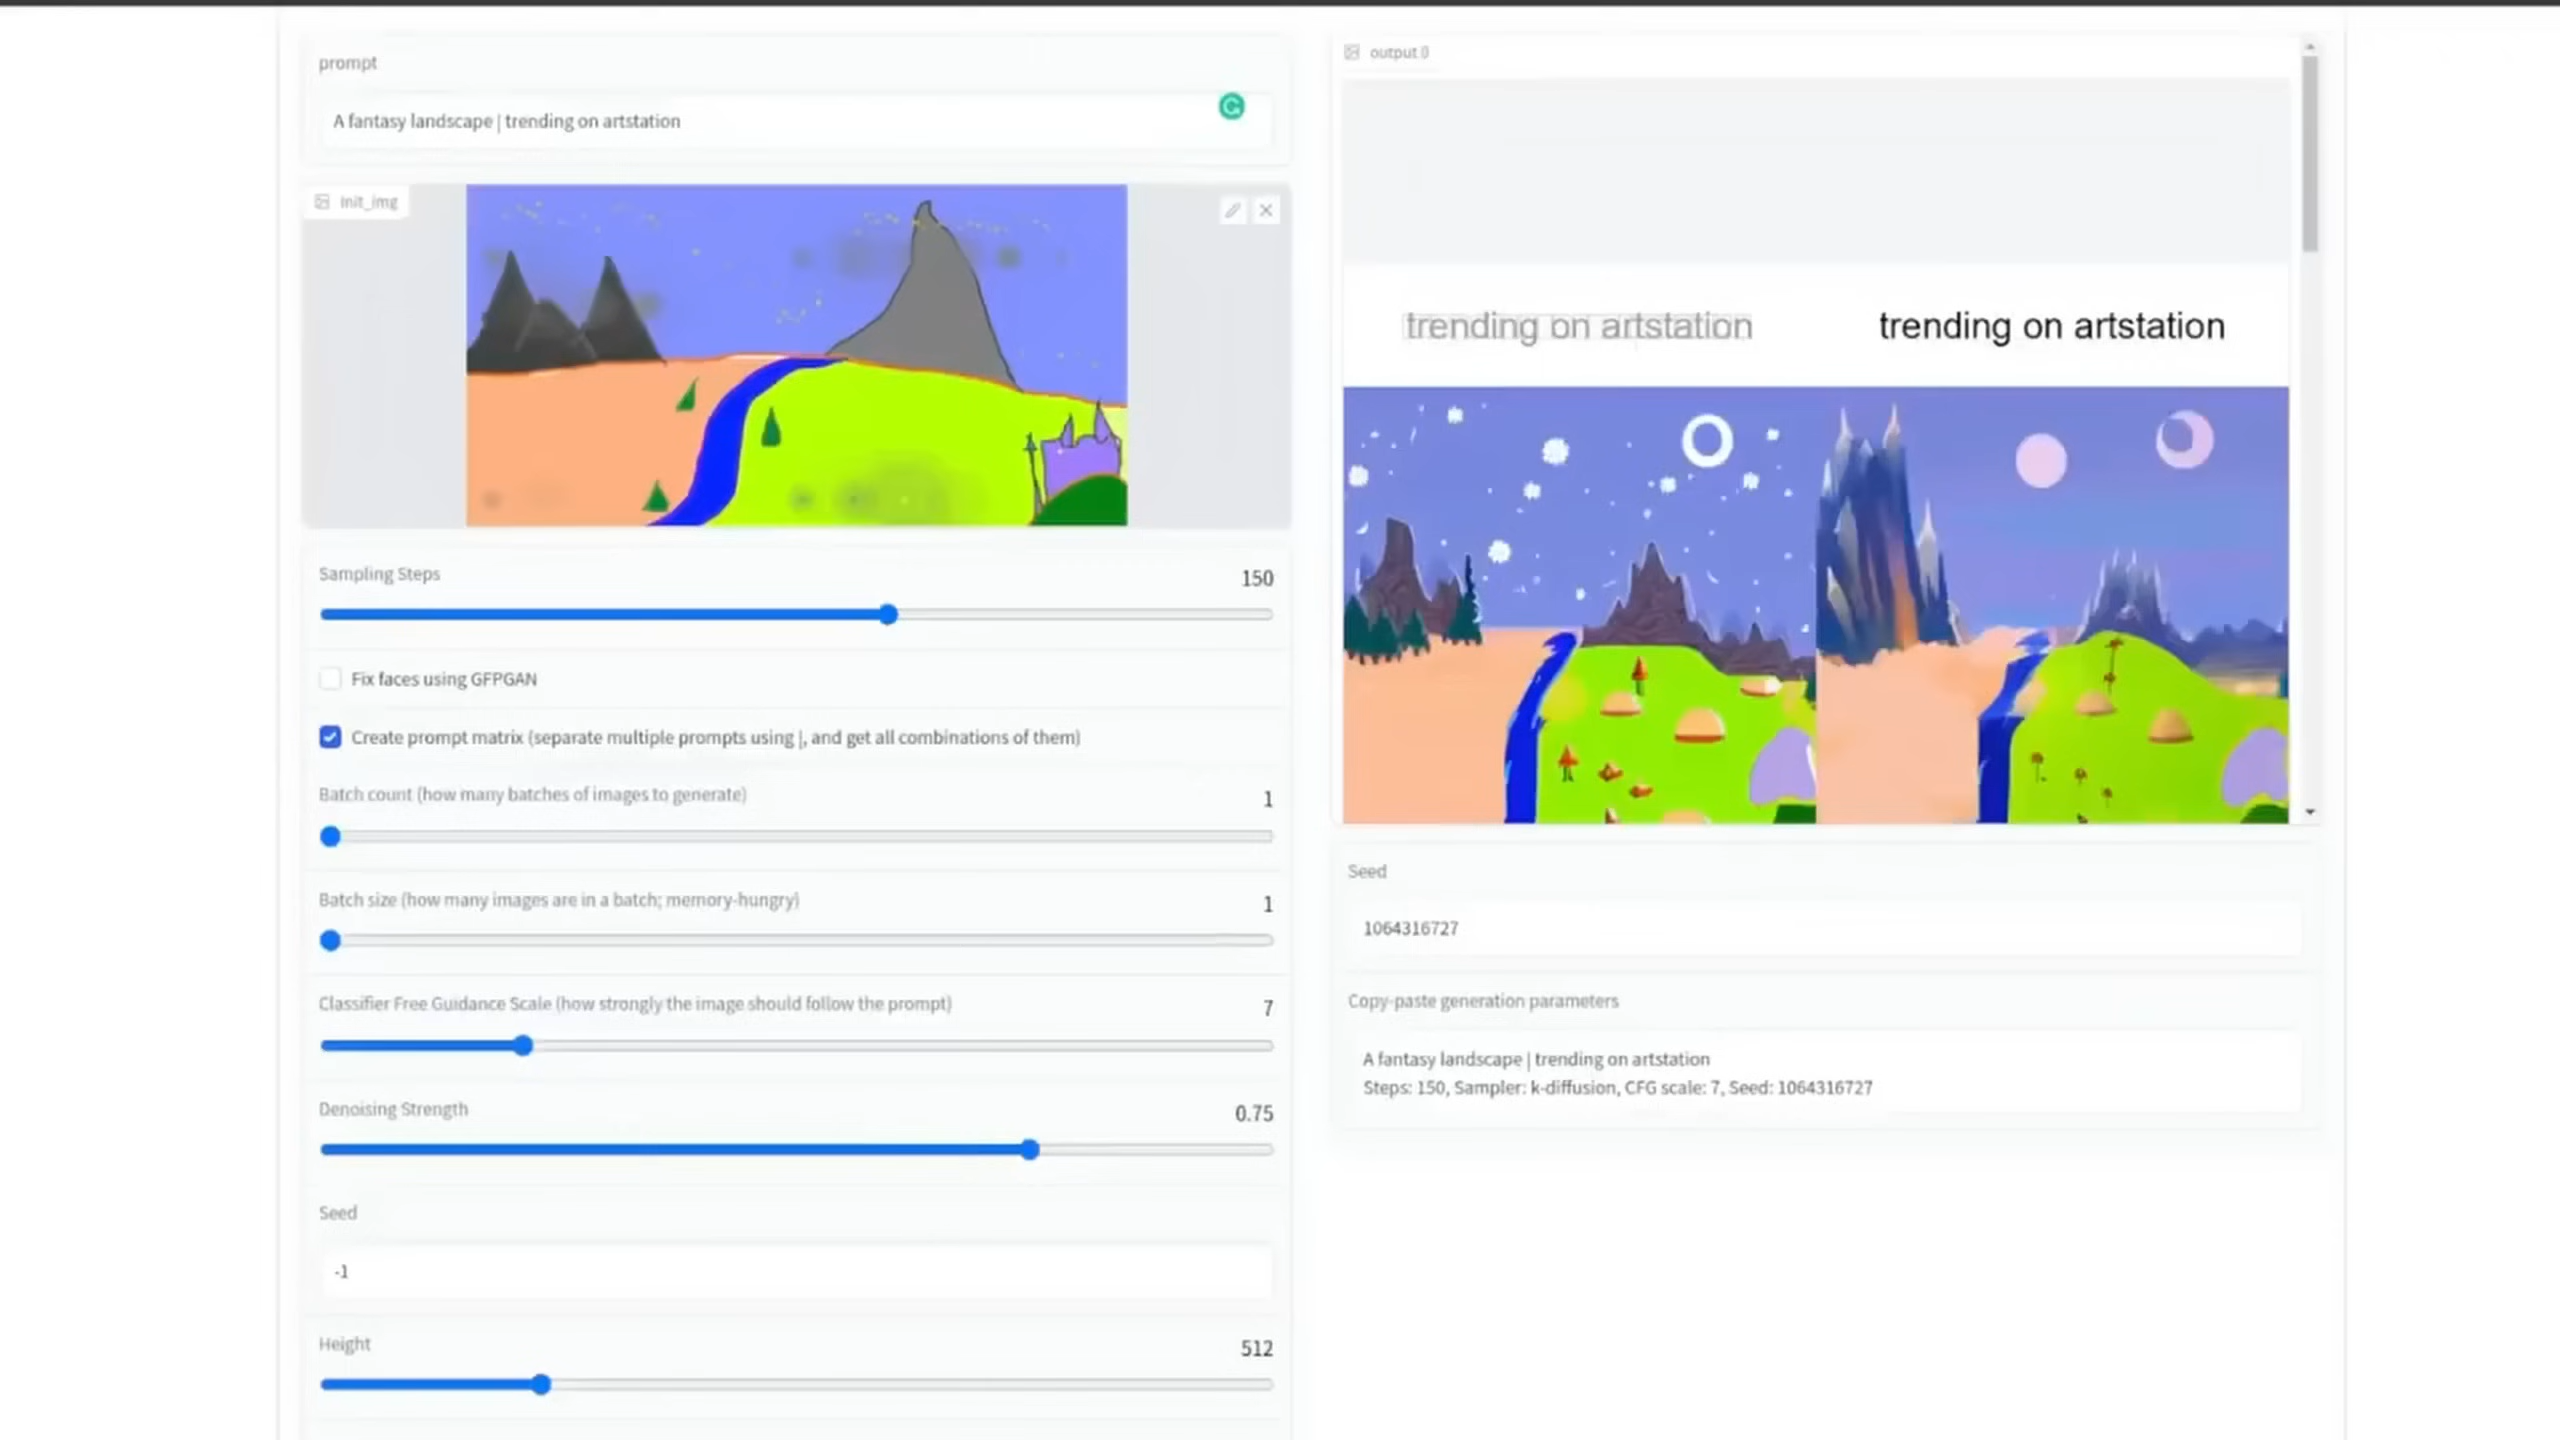 prompt
A fantasy landscape | trending on artstation
Init_img
Sampling Steps
150
Fix faces using GFPGAN
Create prompt matrix (separate multiple prompts using |, and get all combinations of them)
Batch count (how many batches of images to generate)
1
Batch size (how many images are in a batch; memory-hungry)
1
Classifier Free Guidance Scale (how strongly the image should follow the prompt)
7
Denoising Strength
0.75
Seed
-1
Height
512
output 0
trending on artstation
trending on artstation
Seed
1064316727
Copy-paste generation parameters
A fantasy landscape | trending on artstation
Steps: 150, Sampler: k-diffusion, CFG scale: 7, Seed: 1064316727